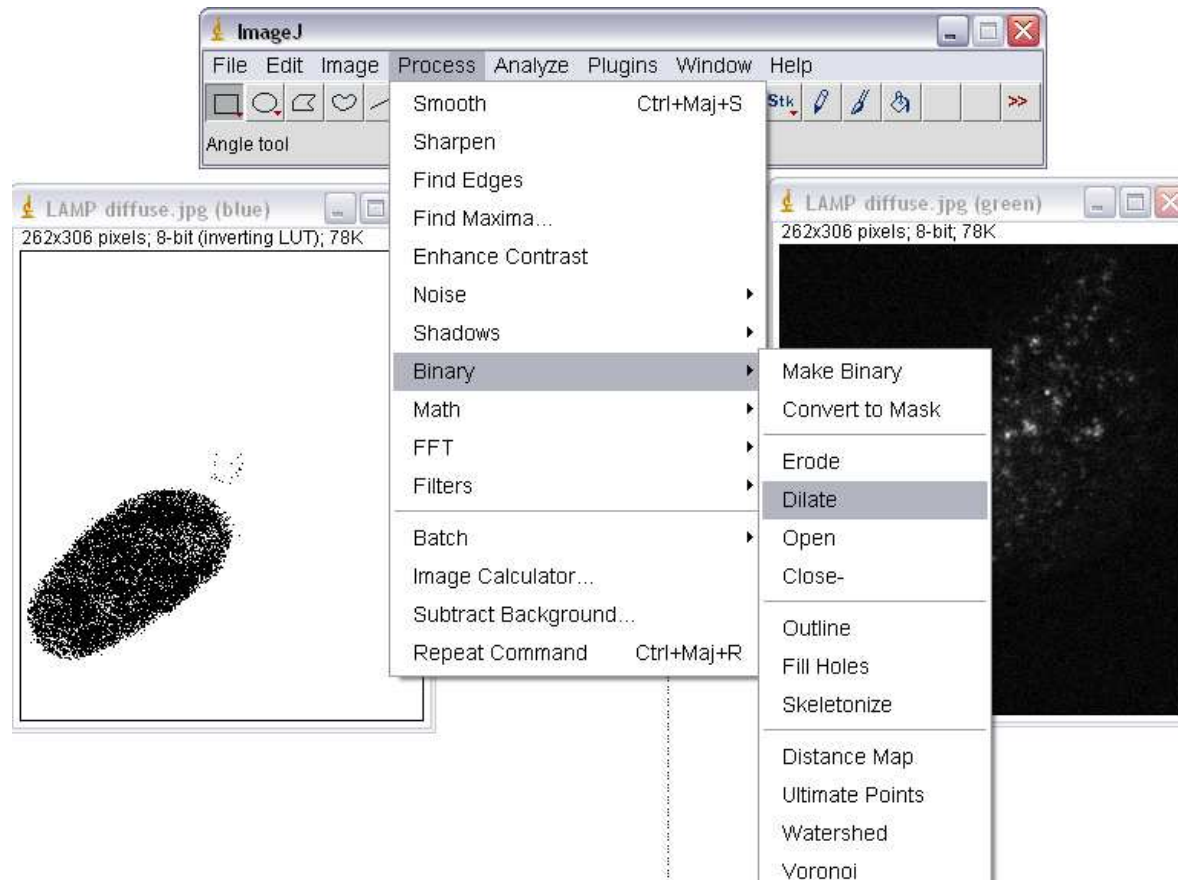 ImageJ
File Edit Image Process Analyze Plugins Window Help
Stk
>>
Angle tool
Smooth Ctrl+Maj+S
Sharpen
Find Edges
Find Maxima...
Enhance Contrast
Noise
Shadows
Binary
Math
FFT
Filters
Batch
Image Calculator...
Subtract Background...
Repeat Command Ctrl+Maj+R
LAMP diffuse.jpg (blue)
262x306 pixels; 8-bit (inverting LUT); 78K
LAMP diffuse.jpg (green)
262x306 pixels; 8-bit; 78K
Make Binary
Convert to Mask
Erode
Dilate
Open
Close-
Outline
Fill Holes
Skeletonize
Distance Map
Ultimate Points
Watershed
Voronoi